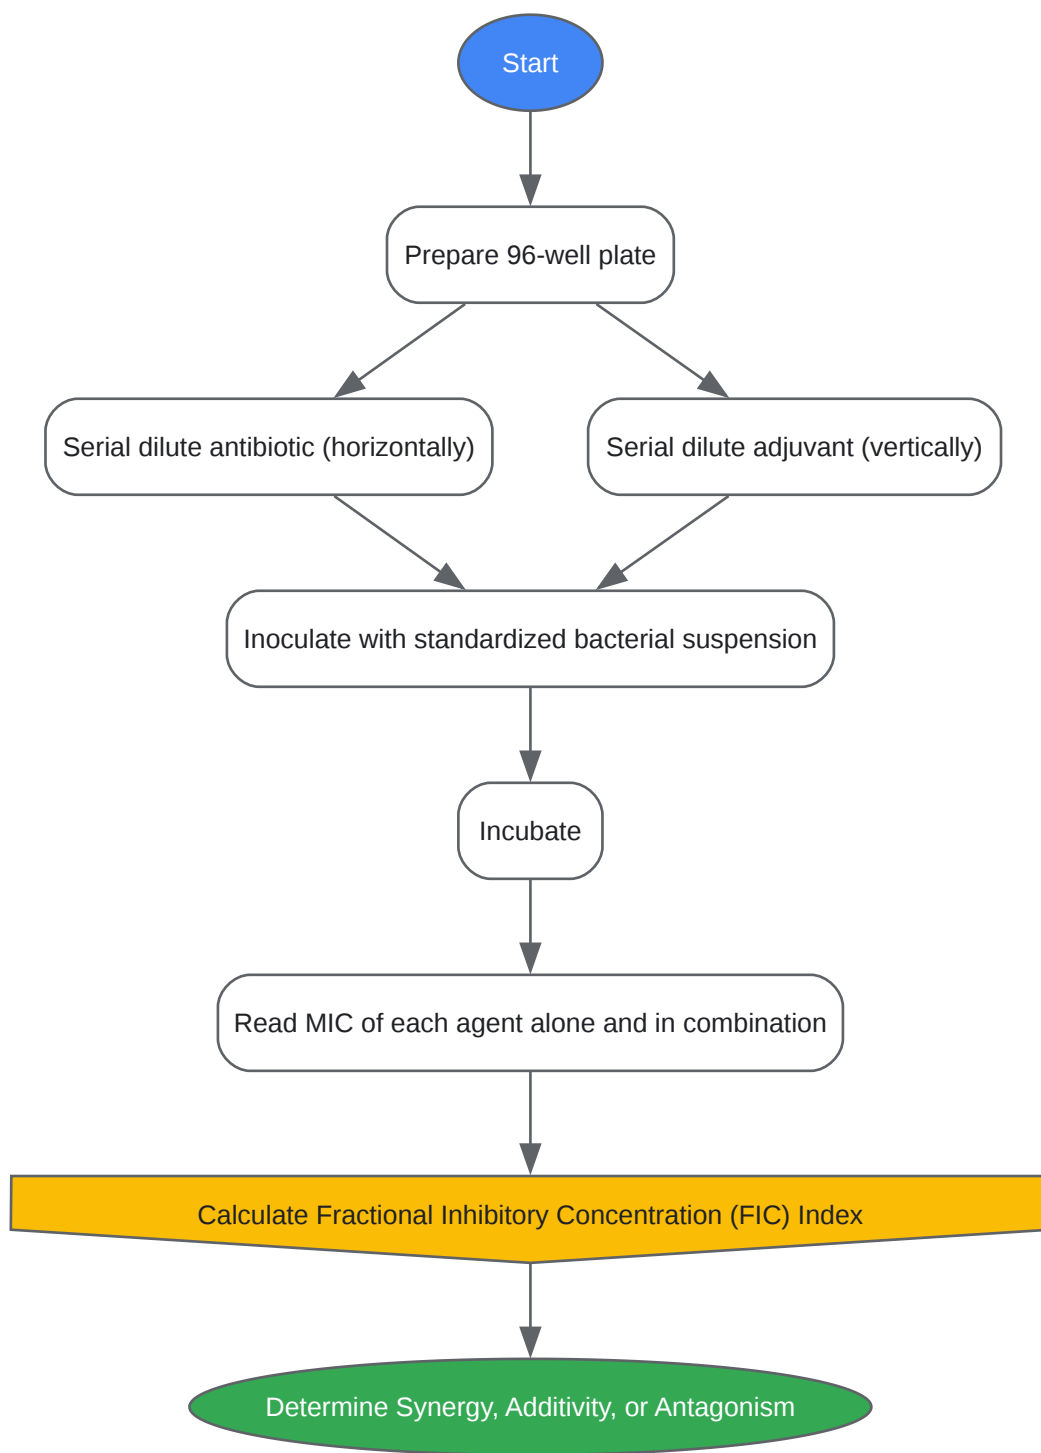 Start
Prepare 96-well plate
Serial dilute antibiotic (horizontally)
Serial dilute adjuvant (vertically)
Inoculate with standardized bacterial suspension
Incubate
Read MIC of each agent alone and in combination
Calculate Fractional Inhibitory Concentration (FIC) Index
Determine Synergy, Additivity, or Antagonism